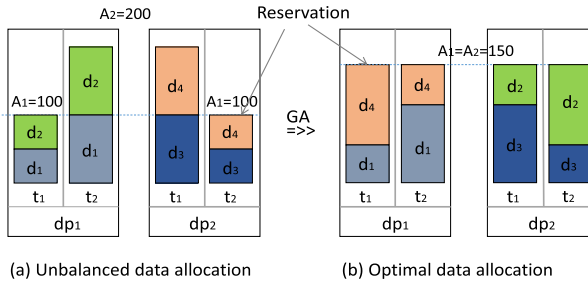 A₂=200
Reservation
A₁=A₂=150
A₁=100
d₂
d₁
d₂
d₁
d₄
d₃
A₁=100
d₄
d₃
GA
=>>
d₄
d₁
d₄
d₁
d₂
d₃
d₂
d₃
t₁ t₂ t₁ t₂ t₁ t₂ t₁ t₂
dp₁ dp₂ dp₁ dp₂
(a) Unbalanced data allocation (b) Optimal data allocation